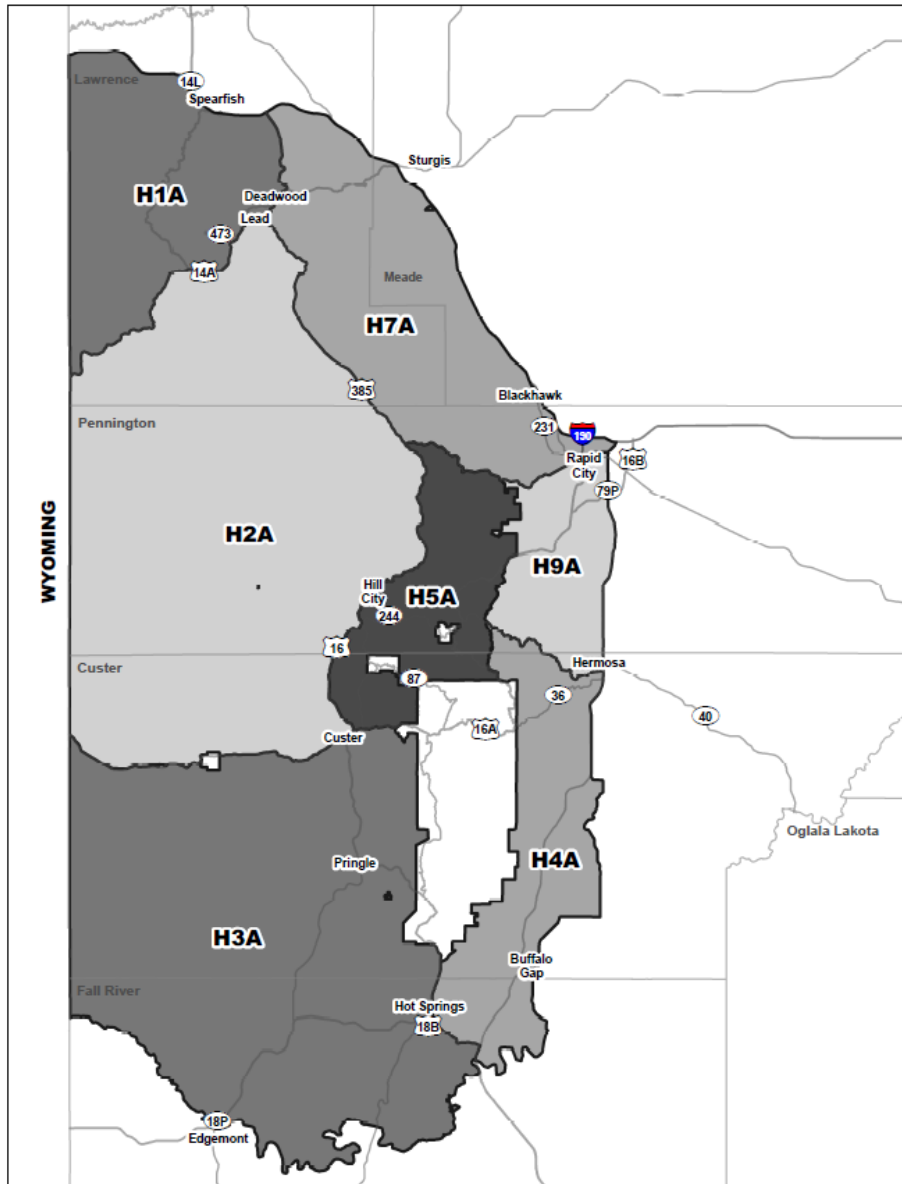 Lawrence
14L
Spearfish
Sturgis
H1A
Deadwood
Lead
473
14A
Meade
H7A
385
Blackhawk
Pennington
231
190
Rapid
City
16B
79P
WYOMING
H2A
H9A
Hill
City
H5A
244
16
Custer
Hermosa
87
36
40
16A
Custer
Oglala Lakota
Pringle
H4A
H3A
Buffalo
Gap
Fall River
Hot Springs
18B
18P
Edgemont